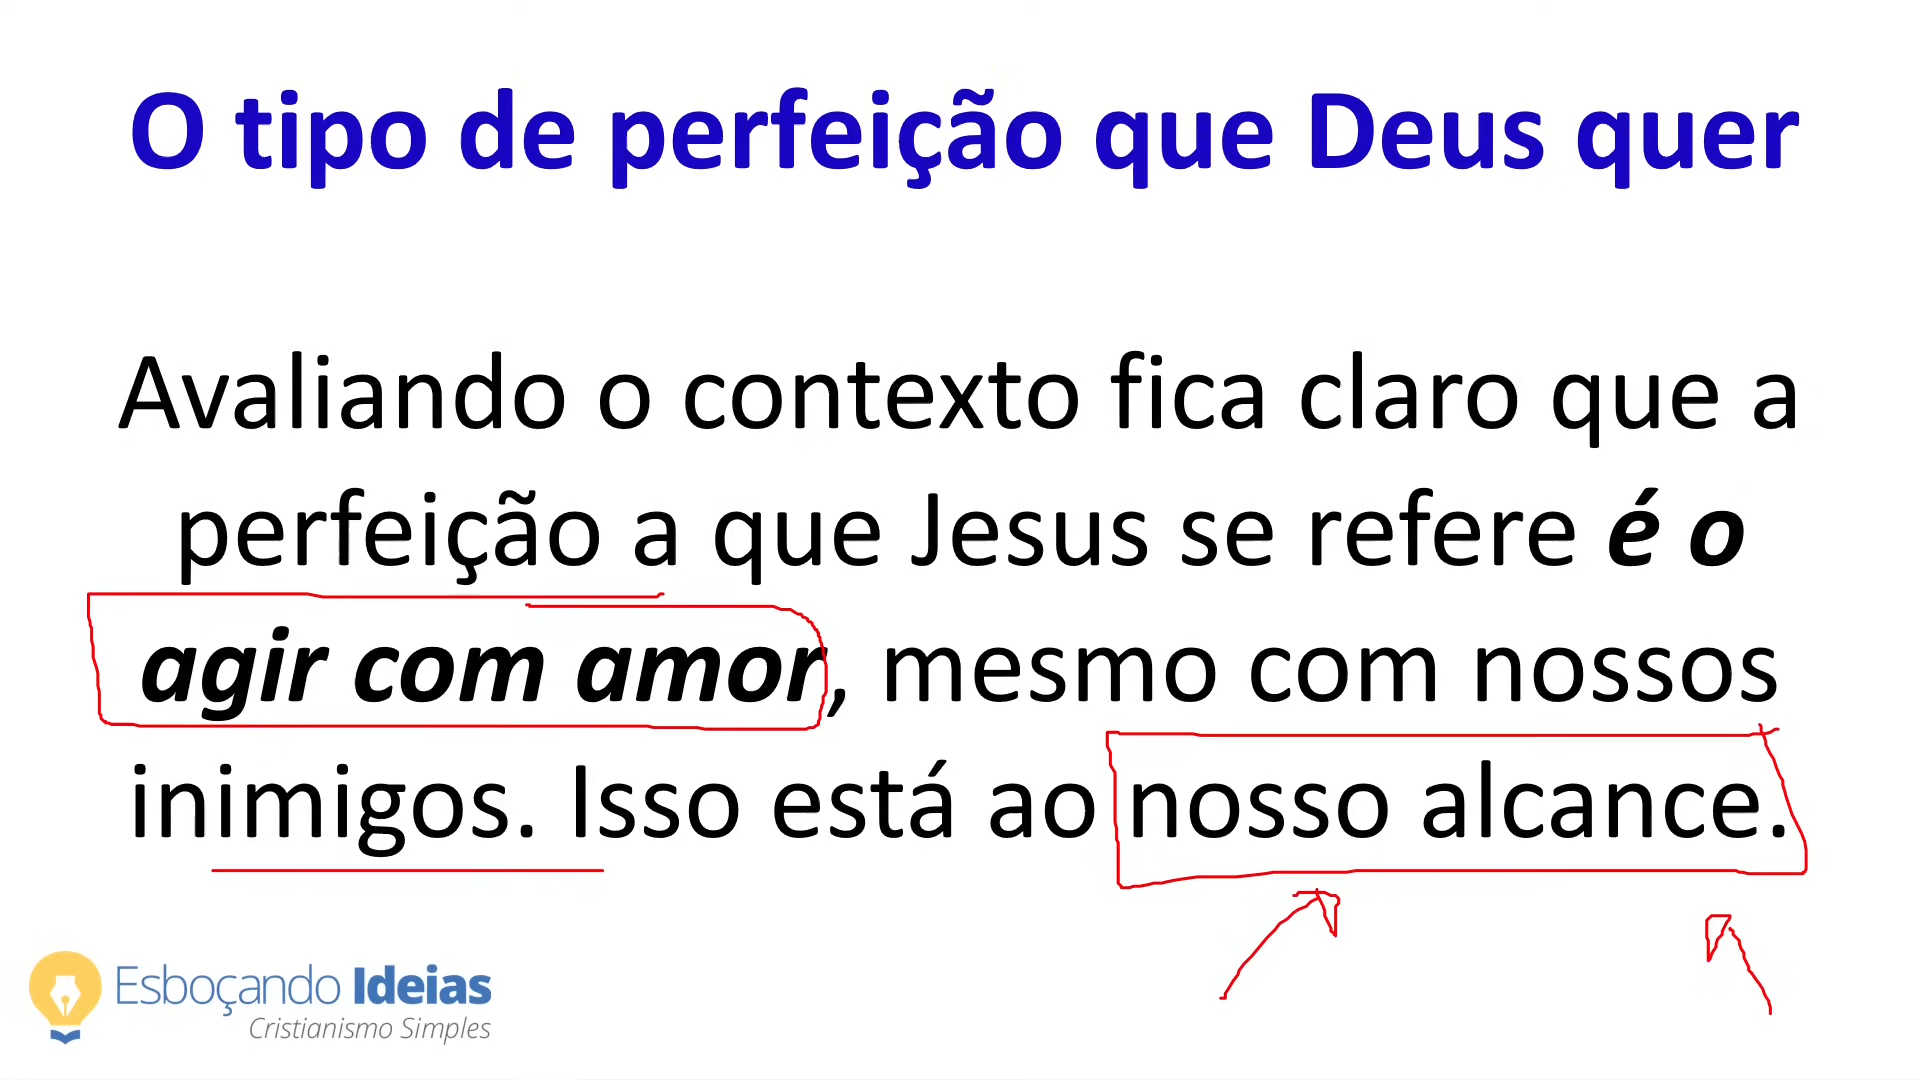 O tipo de perfeição que Deus quer
Avaliando o contexto fica claro que a
perfeição a que Jesus se refere é o
agir com amor, mesmo com nossos
inimigos. Isso está ao nosso alcance.
Esboçando Ideias
Cristianismo Simples